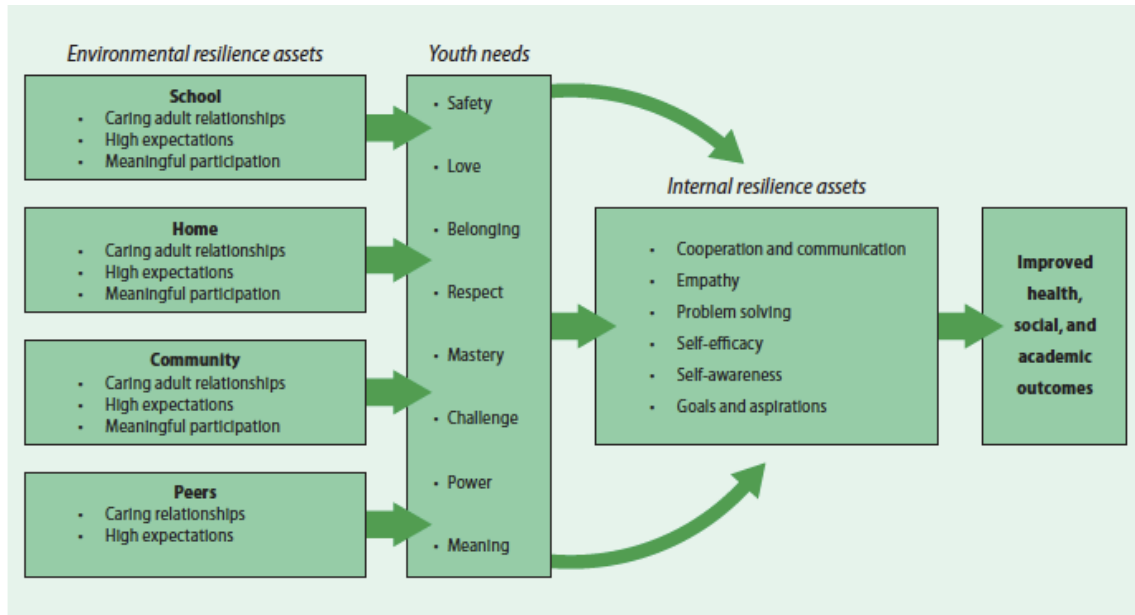 Environmental resilience assets
School
• Caring adult relationships
• High expectations
• Meaningful participation
Home
• Caring adult relationships
• High expectations
• Meaningful participation
Community
• Caring adult relationships
• High expectations
• Meaningful participation
Peers
• Caring relationships
• High expectations
Youth needs
• Safety
• Love
• Belonging
• Respect
• Mastery
• Challenge
• Power
• Meaning
Internal resilience assets
• Cooperation and communication
• Empathy
• Problem solving
• Self-efficacy
• Self-awareness
• Goals and aspirations
Improved
health,
social, and
academic
outcomes